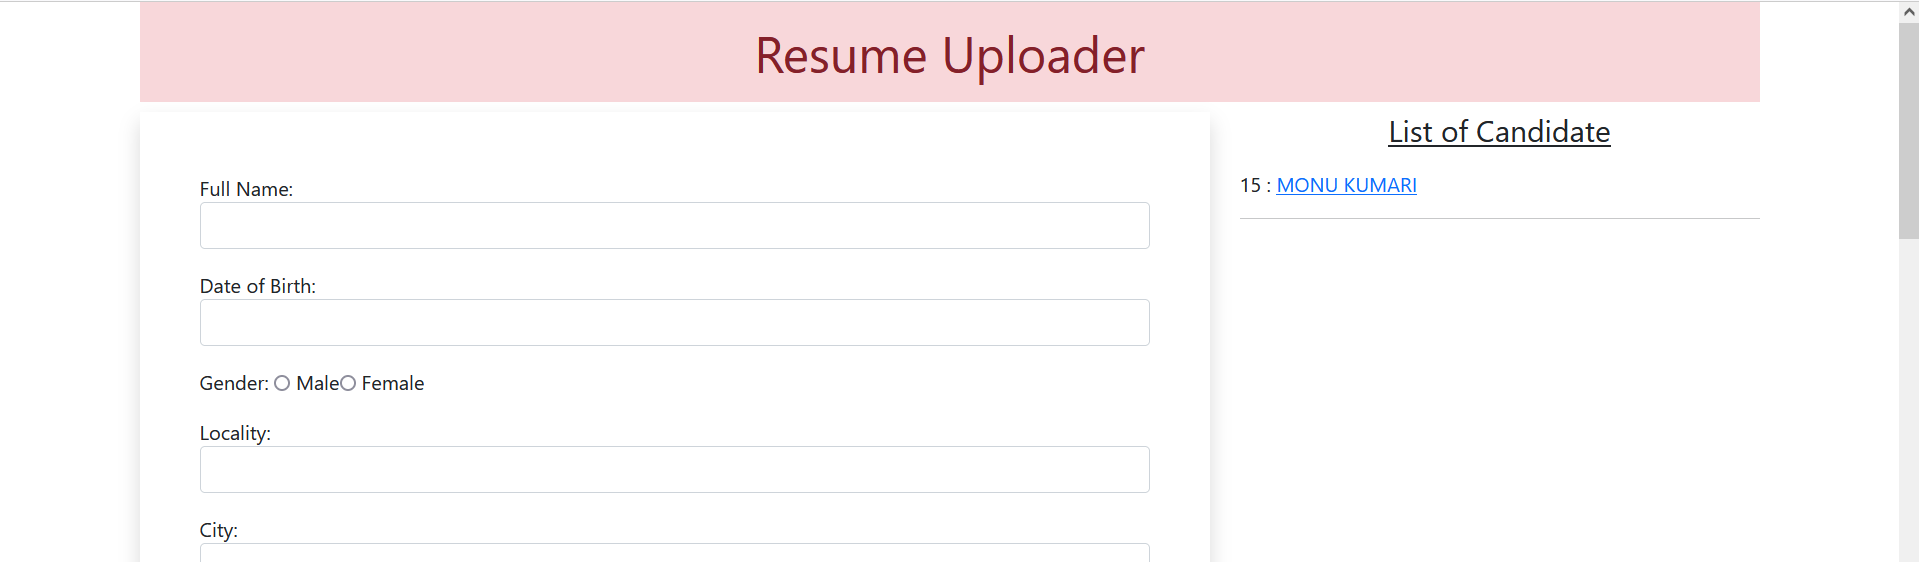 Resume Uploader
Full Name:
Date of Birth:
Gender: Male Female
Locality:
City:
List of Candidate
15 : MONU KUMARI